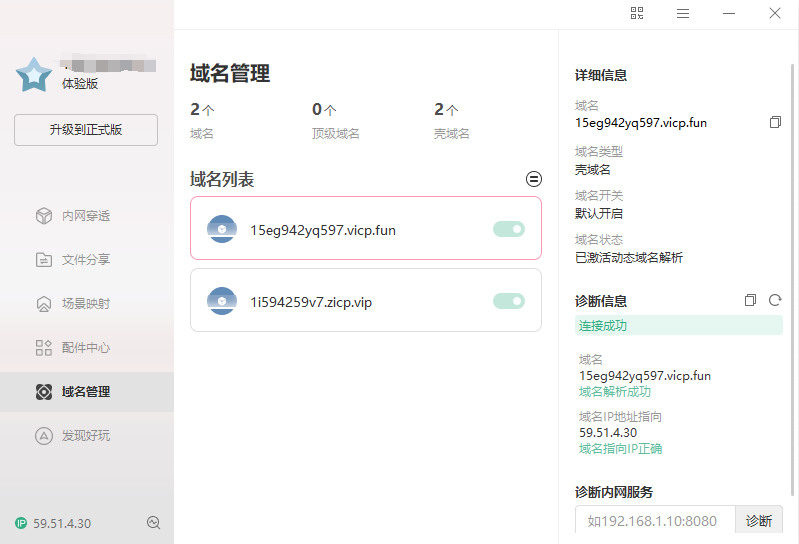 体验版
升级到正式版
内网穿透
文件分享
场景映射
配件中心
域名管理
发现好玩
IP 59.51.4.30
域名管理
2个 0个 2个
域名 顶级域名 壳域名
域名列表
15eg942yq597.vicp.fun
1i594259v7.zicp.vip
详细信息
域名
15eg942yq597.vicp.fun
域名类型
壳域名
域名开关
默认开启
域名状态
已激活动态域名解析
诊断信息
连接成功
域名
15eg942yq597.vicp.fun
域名解析成功
域名IP地址指向
59.51.4.30
域名指向IP正确
诊断内网服务
如192.168.1.10:8080 诊断